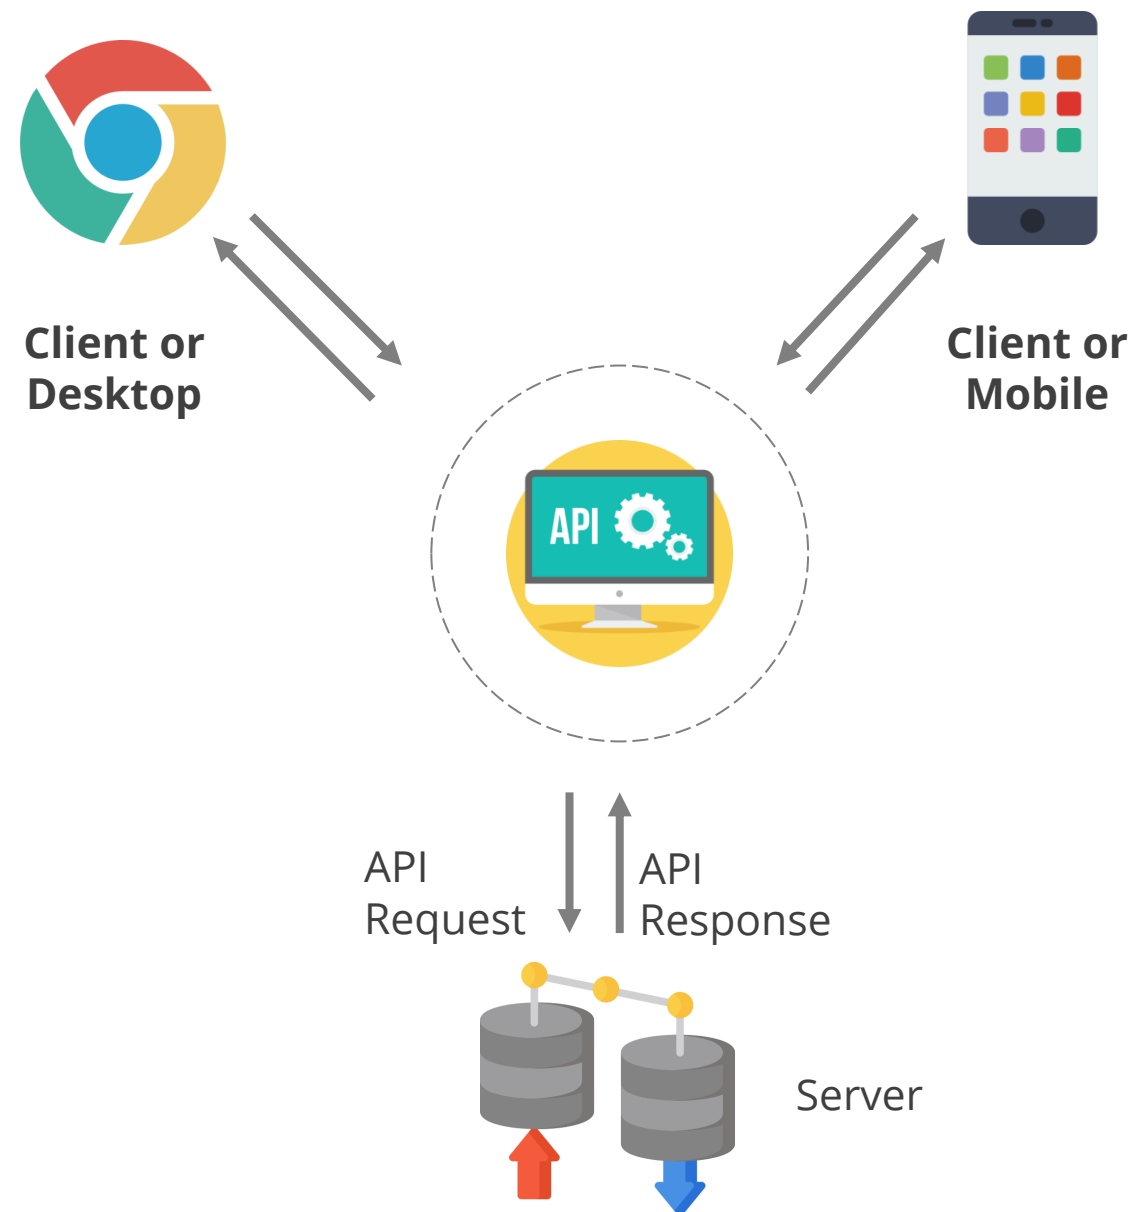 Client or
Desktop
Client or
Mobile
API
API
Request
API
Response
Server